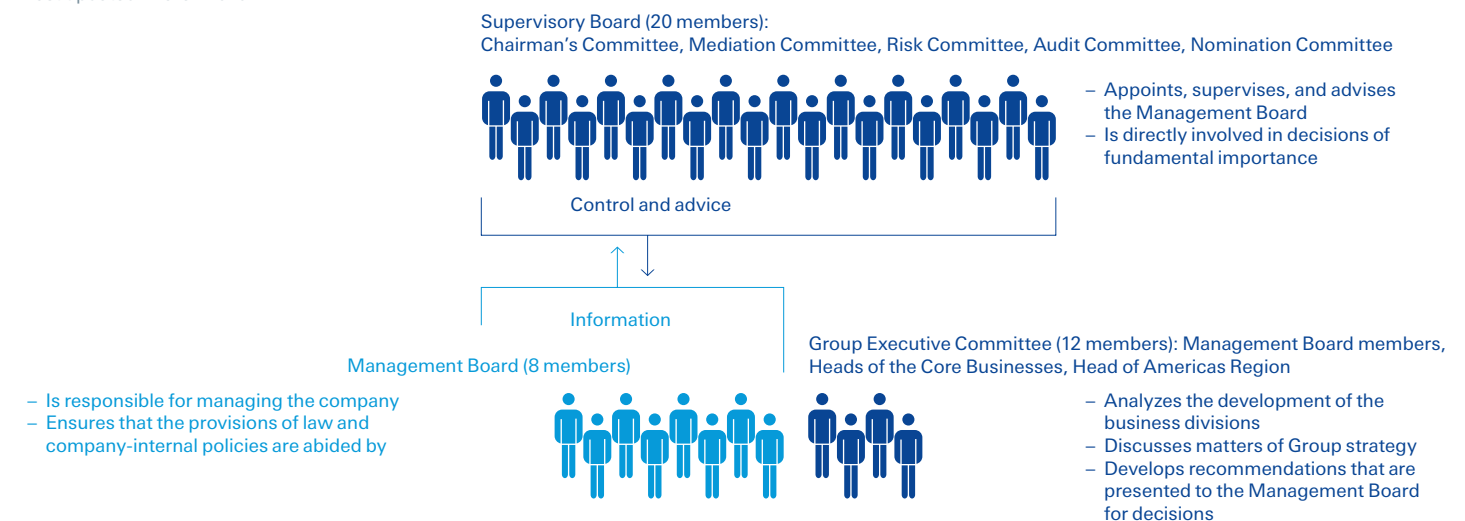 Supervisory Board (20 members):
Chairman's Committee, Mediation Committee, Risk Committee, Audit Committee, Nomination Committee
– Appoints, supervises, and advises
the Management Board
– Is directly involved in decisions of
fundamental importance
Control and advice
Information
Management Board (8 members)
– Is responsible for managing the company
– Ensures that the provisions of law and
company-internal policies are abided by
Group Executive Committee (12 members): Management Board members,
Heads of the Core Businesses, Head of Americas Region
– Analyzes the development of the
business divisions
– Discusses matters of Group strategy
– Develops recommendations that are
presented to the Management Board
for decisions